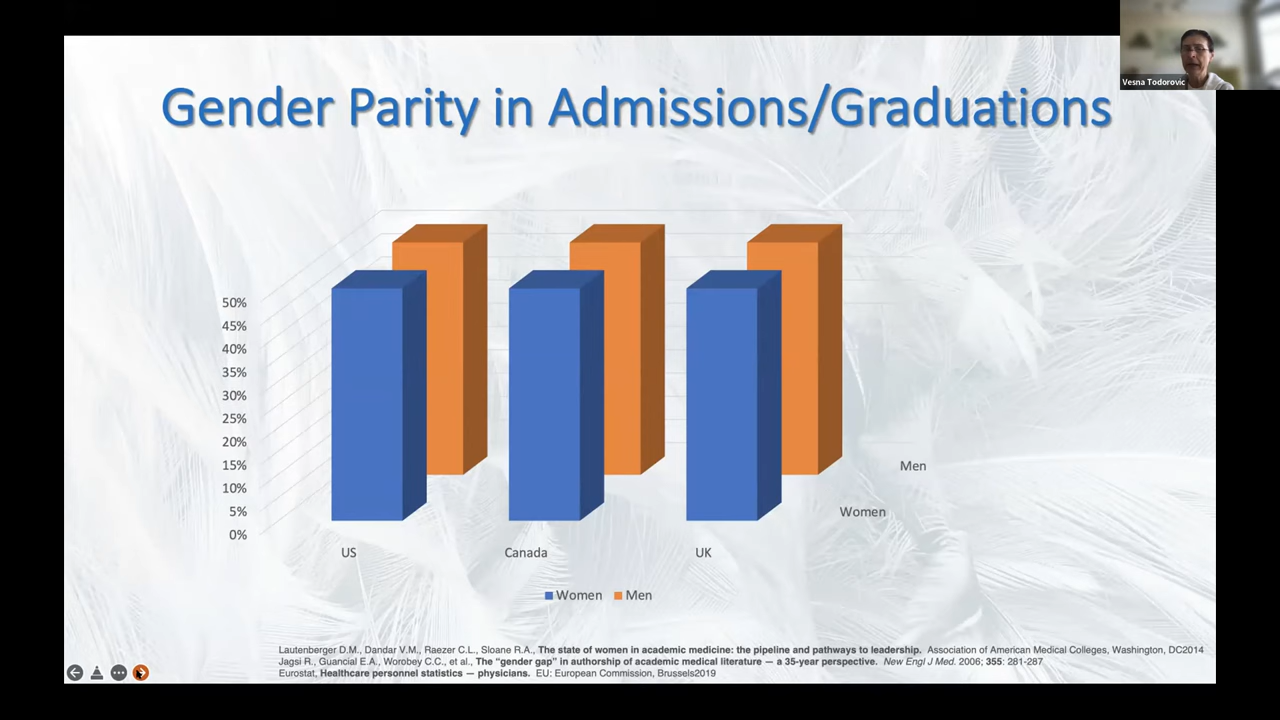 Vesna Todorovic
Gender Parity in Admissions/Graduations
50%
45%
40%
35%
30%
25%
20%
15%
10%
5%
0%
Men
Women
US Canada UK
Women Men
Lautenberger D.M., Dandar V.M., Raezer C.L., Sloane R.A., The state of women in academic medicine: the pipeline and pathways to leadership. Association of American Medical Colleges, Washington, DC2014
Jagsi R., Guancial E.A., Worobey C.C., et al., The “gender gap” in authorship of academic medical literature — a 35-year perspective. New Engl J Med. 2006; 355: 281-287
Eurostat, Healthcare personnel statistics — physicians. EU: European Commission, Brussels2019